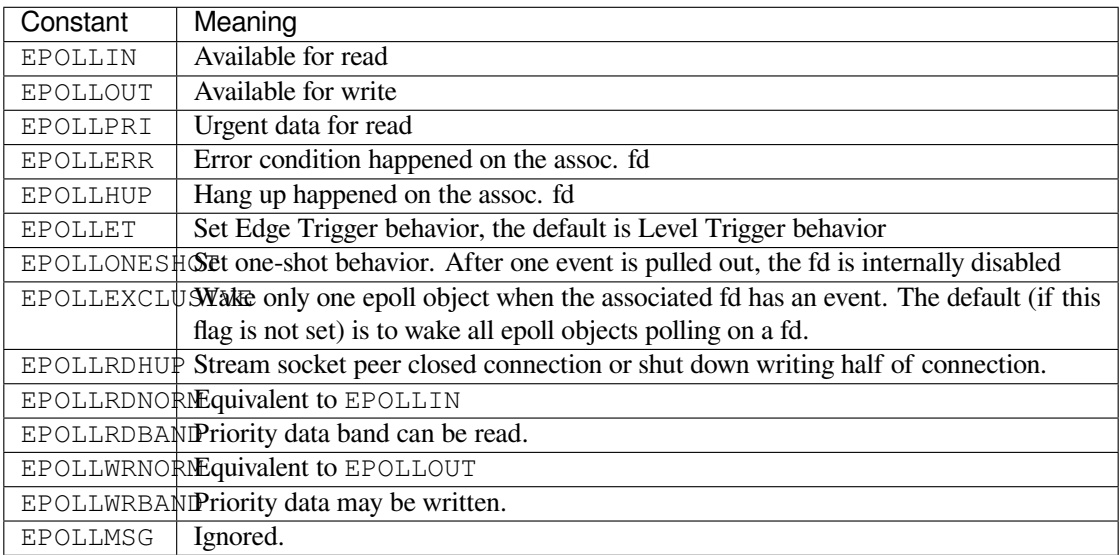 Constant Meaning
EPOLLIN Available for read
EPOLLOUT Available for write
EPOLLPRI Urgent data for read
EPOLLERR Error condition happened on the assoc. fd
EPOLLHUP Hang up happened on the assoc. fd
EPOLLET Set Edge Trigger behavior, the default is Level Trigger behavior
EPOLLONESHOT Set one-shot behavior. After one event is pulled out, the fd is internally disabled
EPOLLEXCLUSIVE Wake only one epoll object when the associated fd has an event. The default (if this
flag is not set) is to wake all epoll objects polling on a fd.
EPOLLRDHUP Stream socket peer closed connection or shut down writing half of connection.
EPOLLRDNORM Equivalent to EPOLLIN
EPOLLRDBAND Priority data band can be read.
EPOLLWRNORM Equivalent to EPOLLOUT
EPOLLWRBAND Priority data may be written.
EPOLLMSG Ignored.